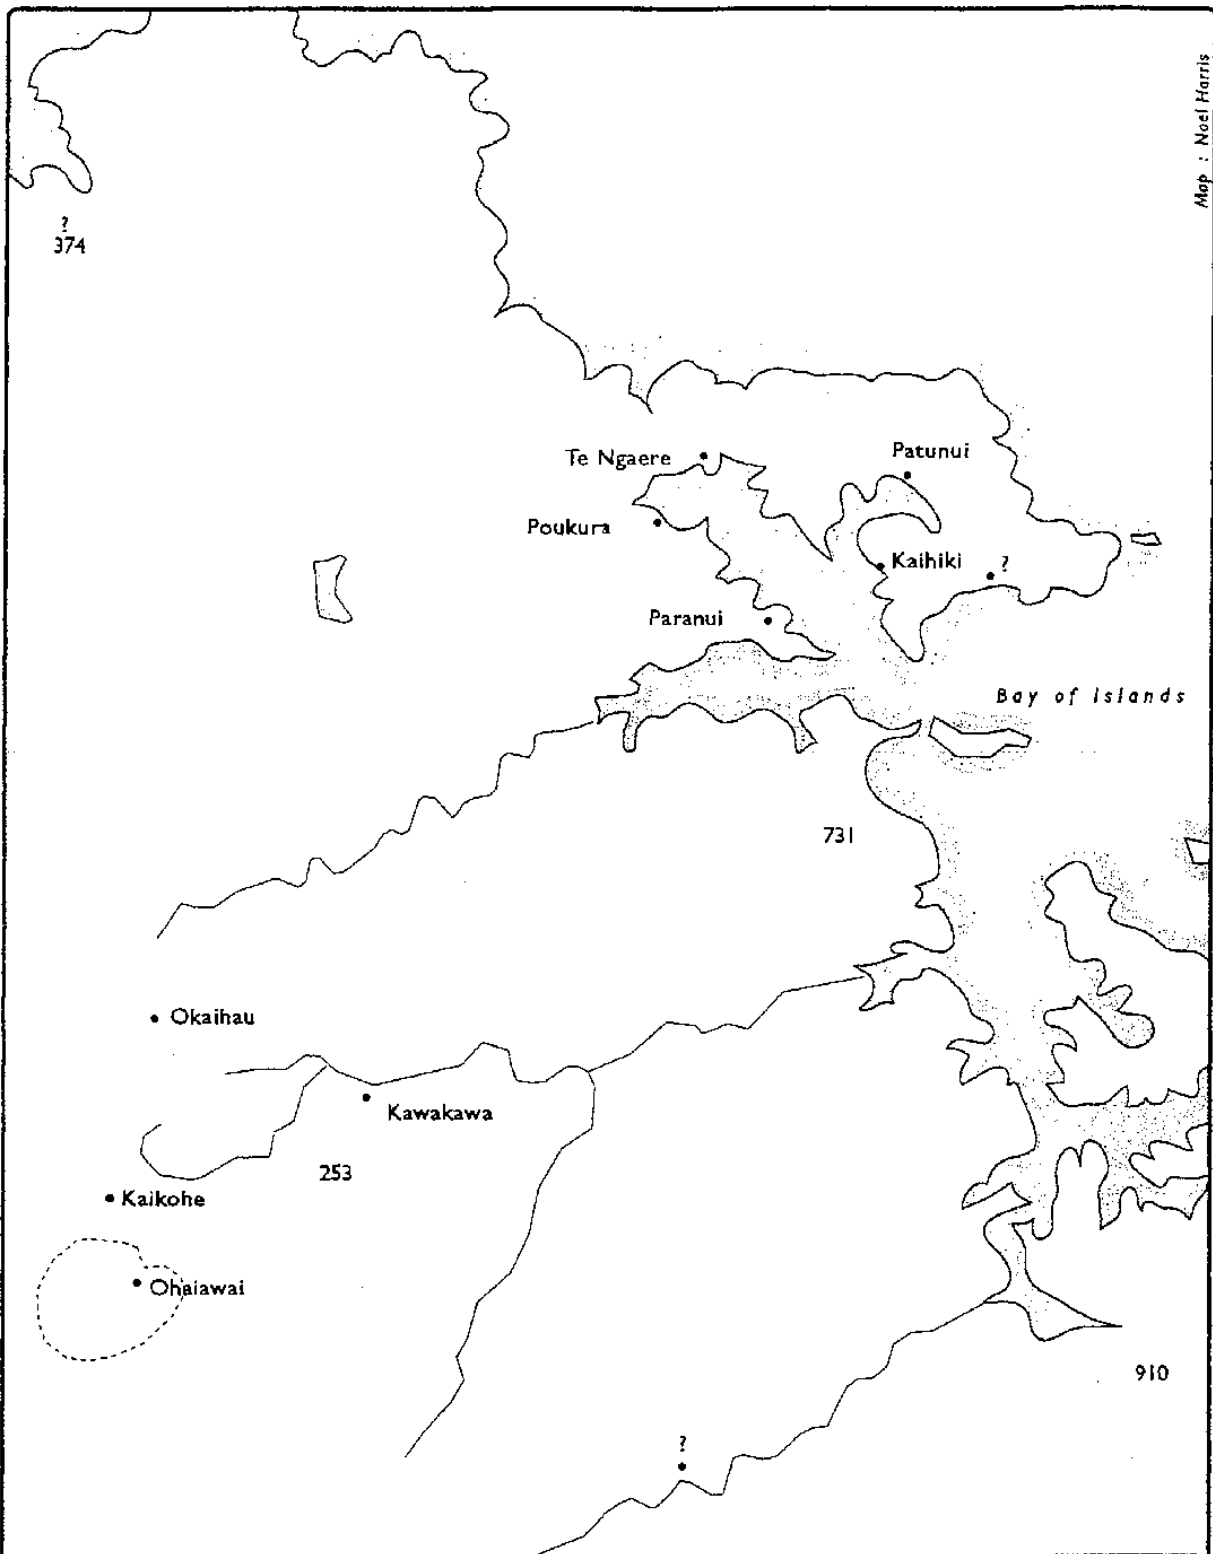 Map : Noel Harris
?
374
Te Ngaere
Patunui
Poukura
Kaihiki
?
Paranui
Bay of Islands
731
Okaihau
Kawakawa
253
Kaikohe
Ohaiawai
910
?